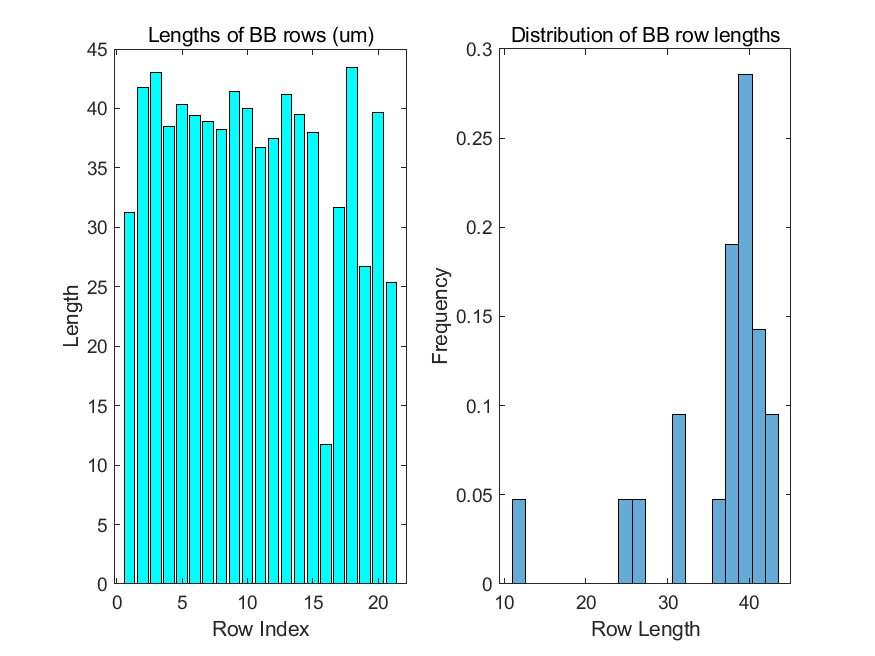 Lengths of BB rows (um)
45
40
35
30
25
20
15
10
5
0
0 5 10 15 20
Length
Row Index
Distribution of BB row lengths
0.3
0.25
0.2
0.15
0.1
0.05
0
10 20 30 40
Frequency
Row Length